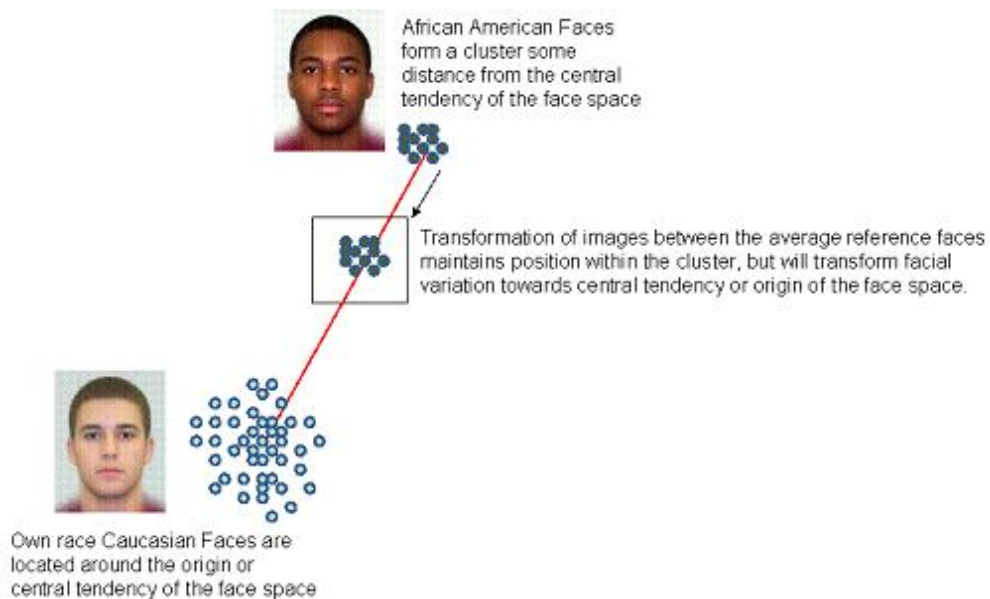 African American Faces
form a cluster some
distance from the central
tendency of the face space
Transformation of images between the average reference faces
maintains position within the cluster, but will transform facial
variation towards central tendency or origin of the face space.
Own race Caucasian Faces are
located around the origin or
central tendency of the face space